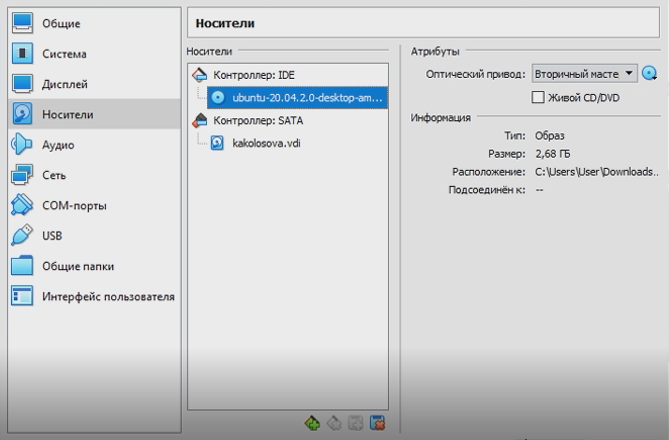 Общие
Система
Дисплей
Носители
Аудио
Сеть
COM-порты
USB
Общие папки
Интерфейс пользователя
Носители
Носители
Контроллер: IDE
ubuntu-20.04.2.0-desktop-am...
Контроллер: SATA
kakolosova.vdi
Атрибуты
Оптический привод: Вторичный масте
Живой CD/DVD
Информация
Тип: Образ
Размер: 2,68 ГБ
Расположение: C:\Users\User\Downloads..
Подсоединён к: --